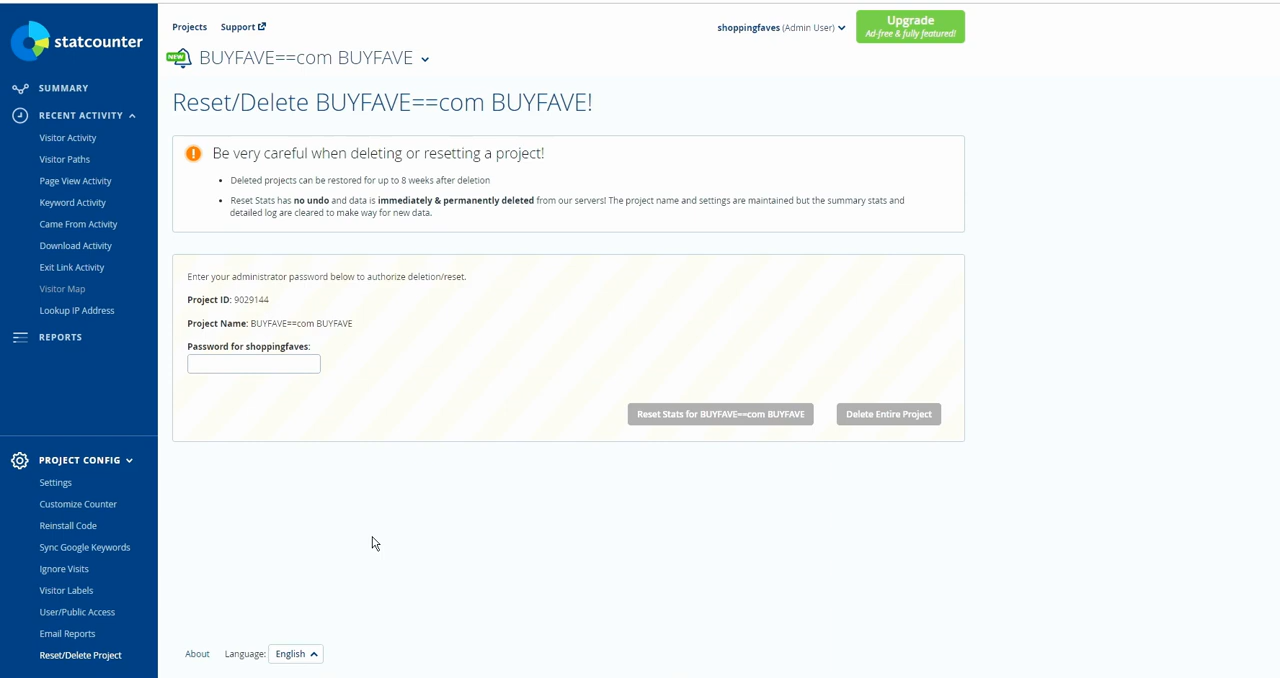 statcounter
SUMMARY
RECENT ACTIVITY
Visitor Activity
Visitor Paths
Page View Activity
Keyword Activity
Came From Activity
Download Activity
Exit Link Activity
Visitor Map
Lookup IP Address
REPORTS
PROJECT CONFIG
Settings
Customize Counter
Reinstall Code
Sync Google Keywords
Ignore Visits
Visitor Labels
User/Public Access
Email Reports
Reset/Delete Project
Projects Support
shoppingfaves (Admin User)
Upgrade
Ad-free & fully featured!
NEW
BUYFAVE==com BUYFAVE
Reset/Delete BUYFAVE==com BUYFAVE!
! Be very careful when deleting or resetting a project!
• Deleted projects can be restored for up to 8 weeks after deletion
• Reset Stats has no undo and data is immediately & permanently deleted from our servers! The project name and settings are maintained but the summary stats and
detailed log are cleared to make way for new data.
Enter your administrator password below to authorize deletion/reset.
Project ID: 9029144
Project Name: BUYFAVE==com BUYFAVE
Password for shoppingfaves:
Reset Stats for BUYFAVE==com BUYFAVE
Delete Entire Project
About Language: English